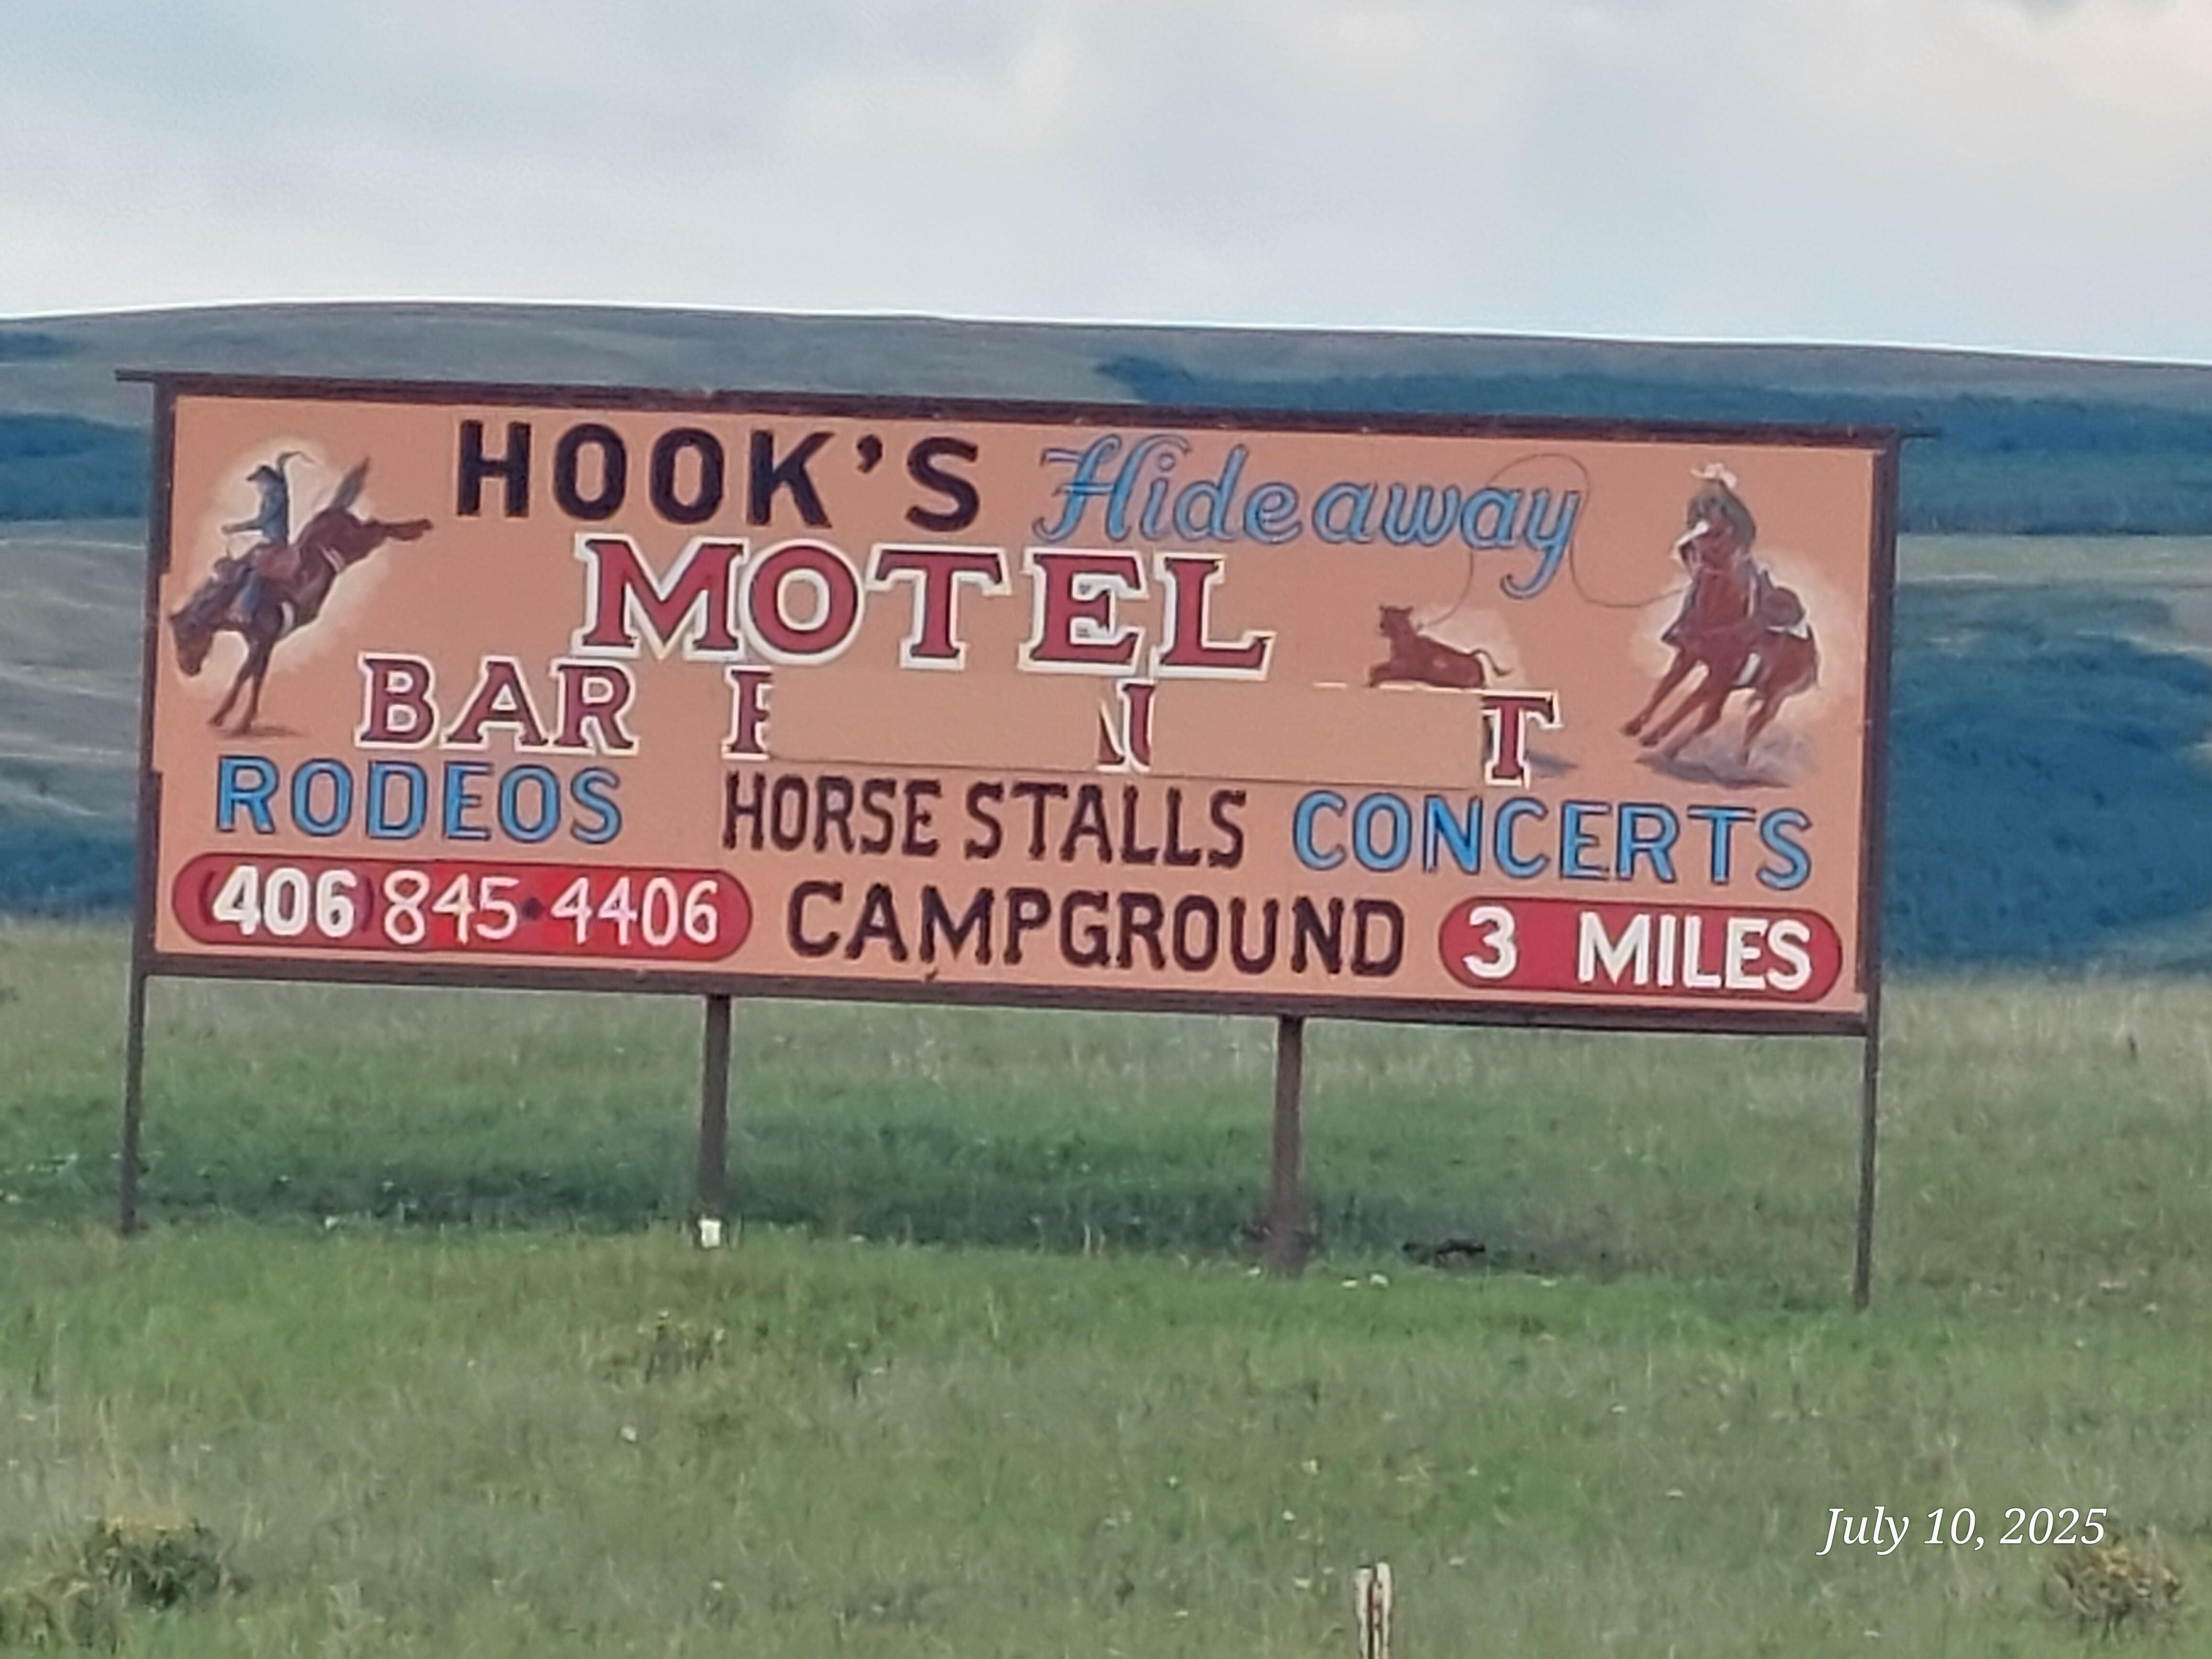 HOOK'S Hideaway
MOTEL
BAR
RODEOS HORSE STALLS CONCERTS
(406) 845-4406 CAMPGROUND 3 MILES
July 10, 2025